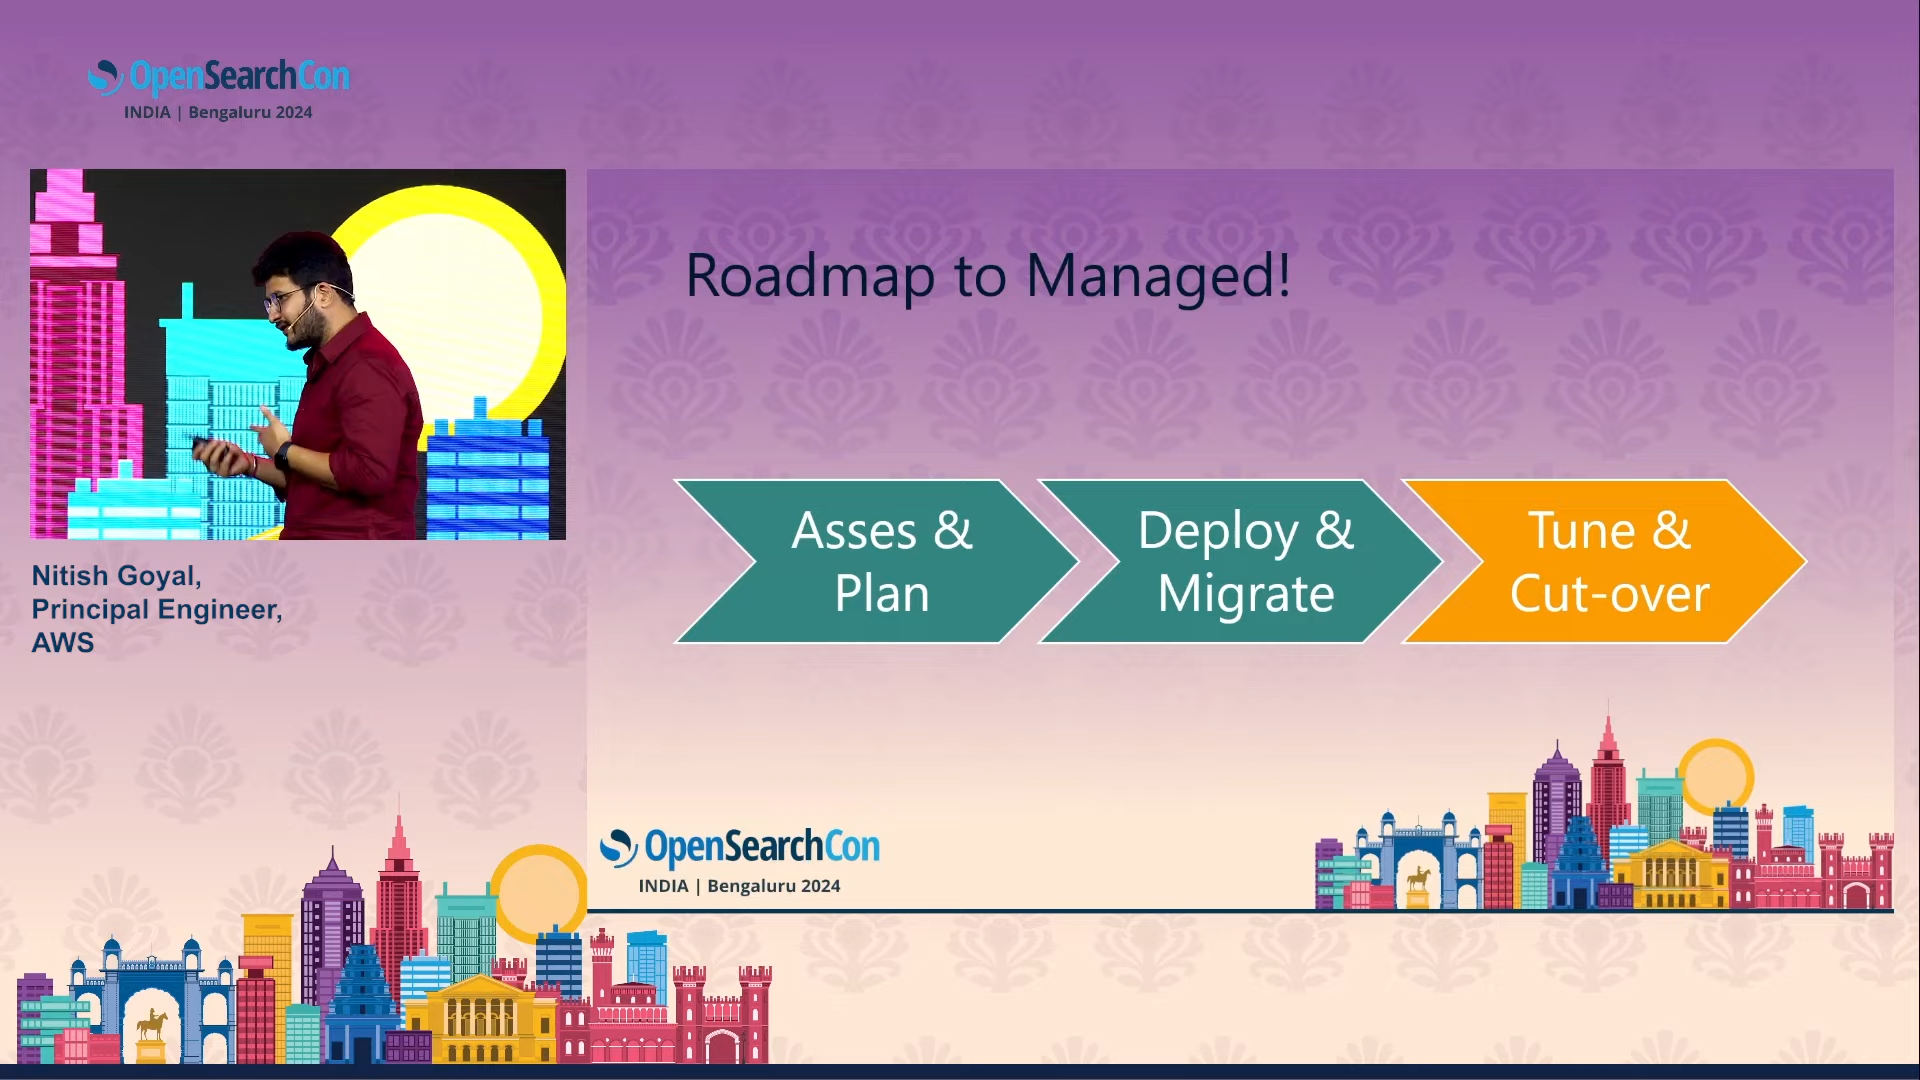 OpenSearchCon
INDIA | Bengaluru 2024
Nitish Goyal,
Principal Engineer,
AWS
Roadmap to Managed!
Asses &
Plan
Deploy &
Migrate
Tune &
Cut-over
OpenSearchCon
INDIA | Bengaluru 2024